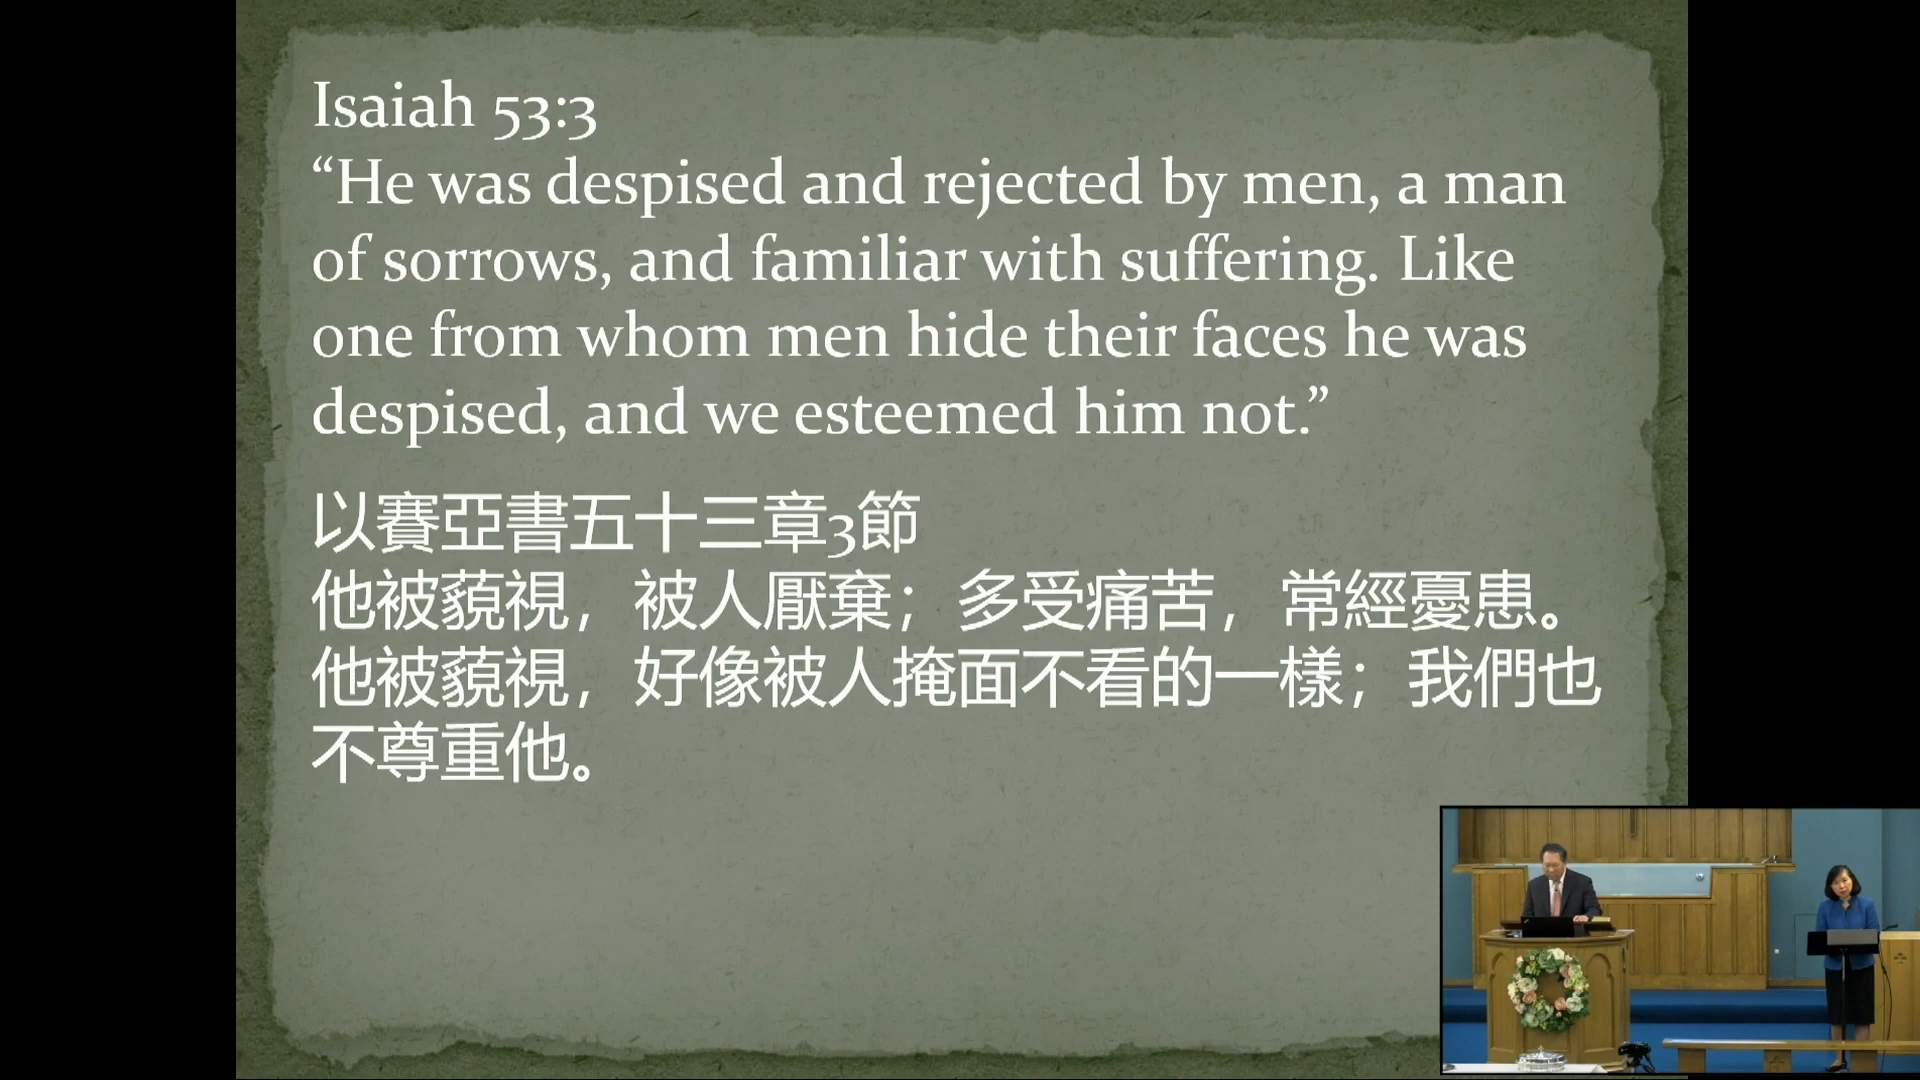 Isaiah 53:3
“He was despised and rejected by men, a man
of sorrows, and familiar with suffering. Like
one from whom men hide their faces he was
despised, and we esteemed him not.”
以賽亞書五十三章3節
他被藐視，被人厭棄；多受痛苦，常經憂患。
他被藐視，好像被人掩面不看的一樣；我們也
不尊重他。